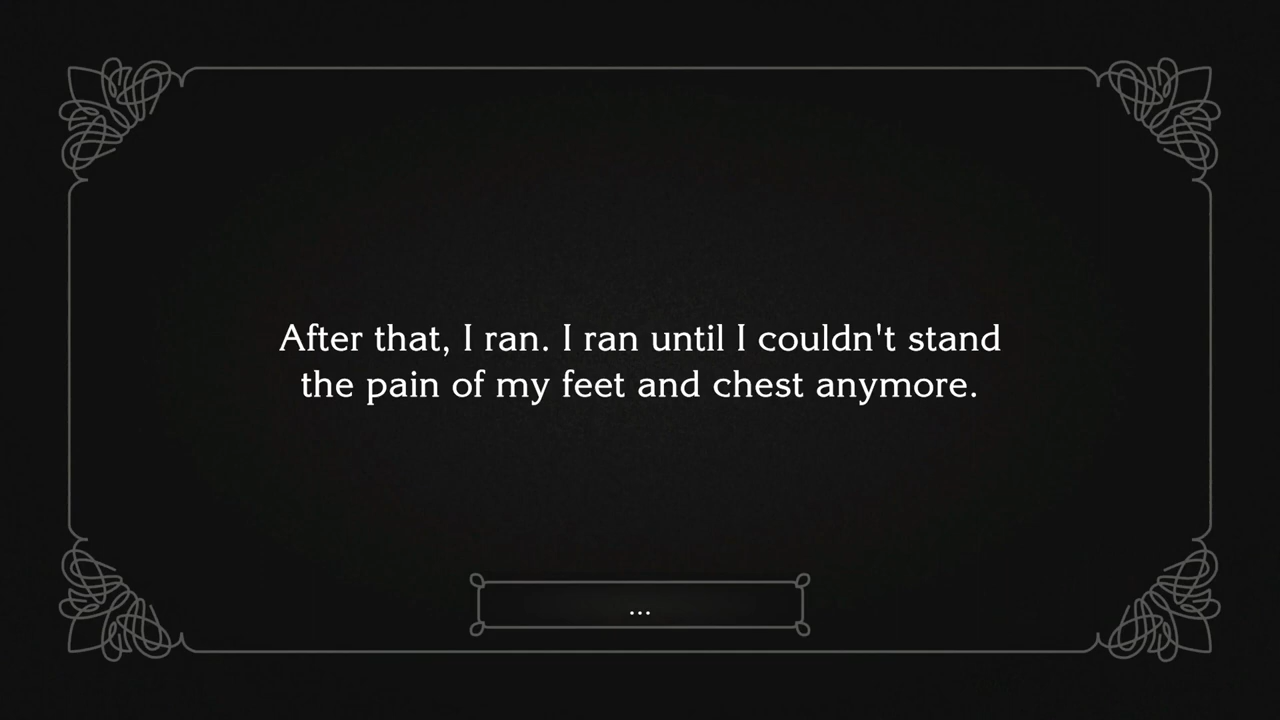 After that, I ran. I ran until I couldn't stand
the pain of my feet and chest anymore.
...